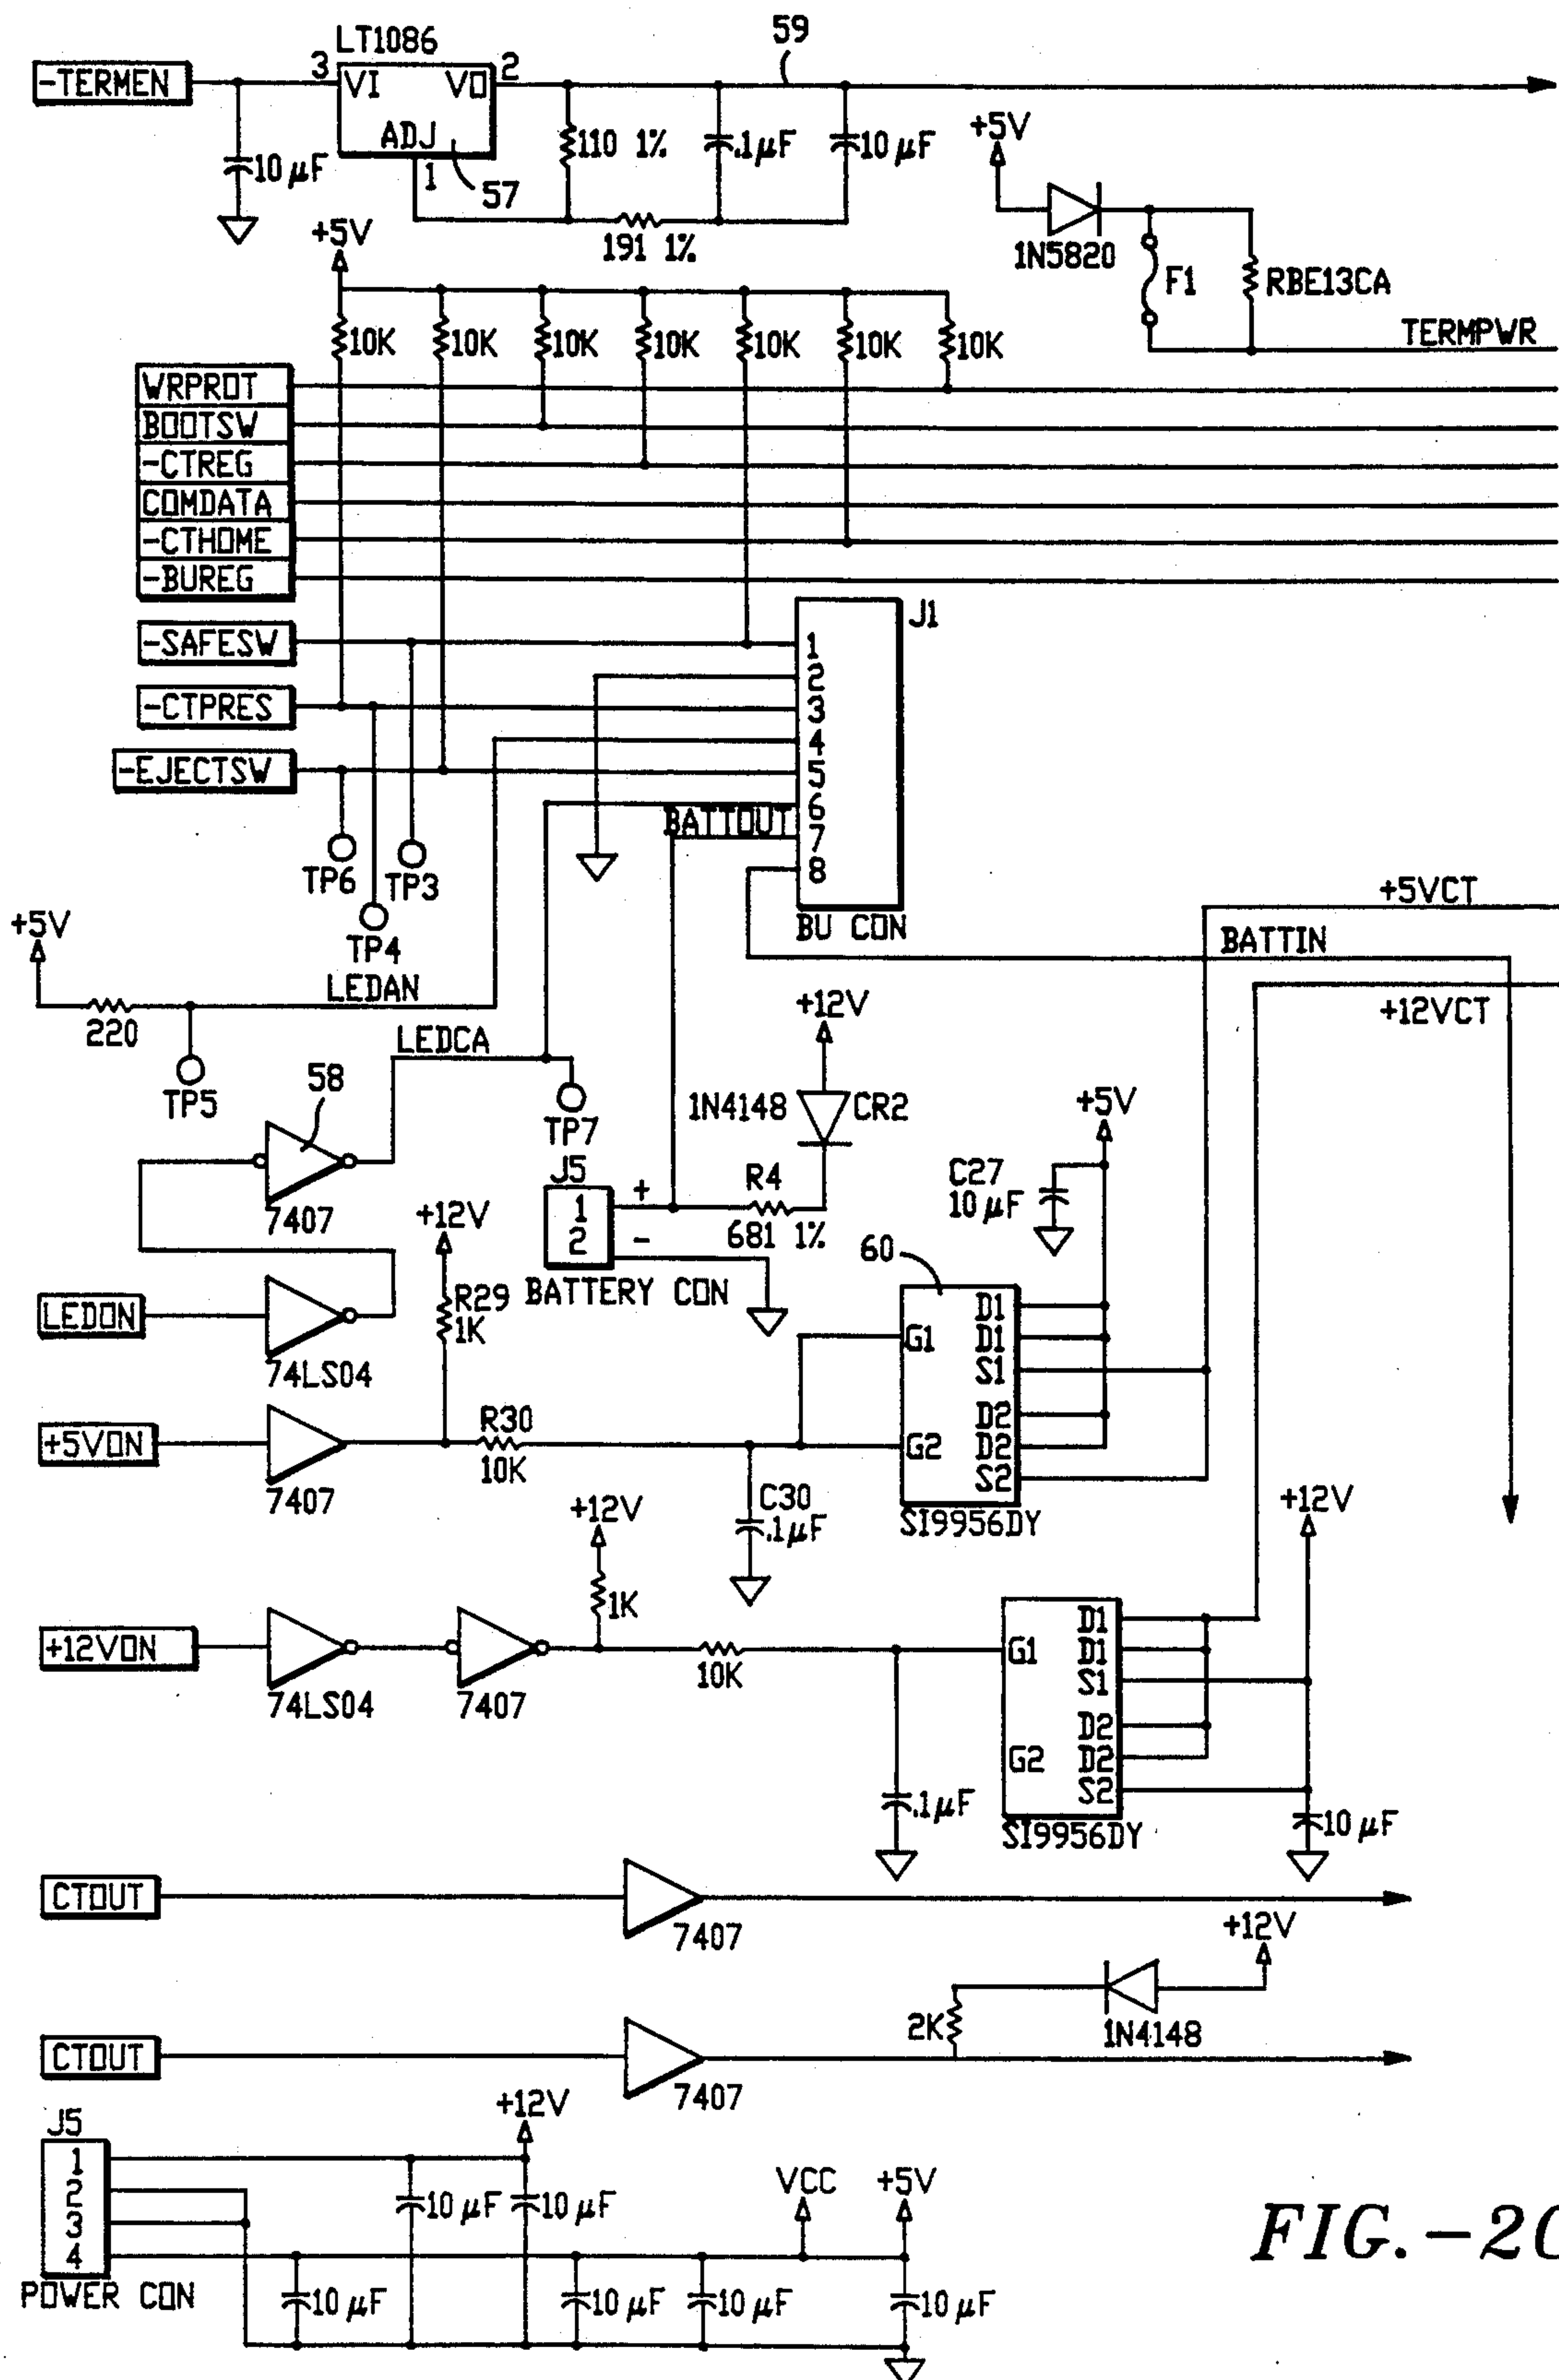 LT1086
59
-TERMEN
3
VI
VO
2
ADJ
1
57
10 µF
110 1%
.1µF
10 µF
191 1%
+5V
1N5820
F1
RBE13CA
TERMPWR
+5V
10K
10K
10K
10K
10K
10K
10K
WRPROT
BOOTSW
-CTREG
COMDATA
-CTHOME
-BUREG
J1
-SAFESW
1
2
-CTPRES
3
4
-EJECTSW
5
6
BATTOUT
7
8
TP6
TP3
TP4
BU CON
+5VCT
BATTIN
+12VCT
+5V
LEDAN
220
TP5
LEDCA
TP7
58
7407
+12V
1N4148
CR2
J5
1
2
+
-
R4
681 1%
BATTERY CON
+5V
C27
10 µF
60
LEDON
74LS04
+12V
R29
1K
G1
D1
D1
S1
G2
D2
D2
S2
SI9956DY
+5VON
7407
R30
10K
C30
.1µF
+12V
+12V
1K
+12VON
74LS04
7407
10K
G1
D1
D1
S1
G2
D2
D2
S2
SI9956DY
.1µF
10 µF
CTOUT
7407
+12V
2K
1N4148
CTOUT
7407
J5
1
2
3
4
POWER CON
+12V
10 µF
10 µF
VCC
+5V
10 µF
10 µF
10 µF
10 µF
FIG.-2C